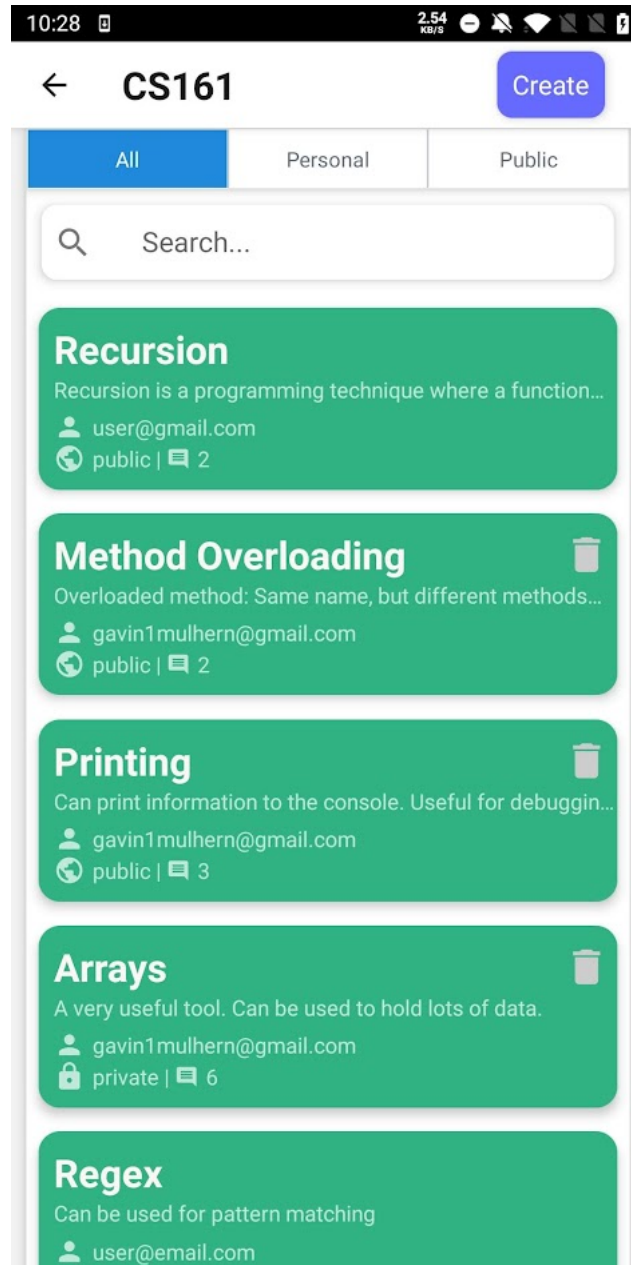 10:28 2.54 KB/S
CS161 Create
All Personal Public
Search...
Recursion
Recursion is a programming technique where a function...
user@gmail.com
public | 2
Method Overloading
Overloaded method: Same name, but different methods...
gavin1mulhern@gmail.com
public | 2
Printing
Can print information to the console. Useful for debuggin...
gavin1mulhern@gmail.com
public | 3
Arrays
A very useful tool. Can be used to hold lots of data.
gavin1mulhern@gmail.com
private | 6
Regex
Can be used for pattern matching
user@email.com